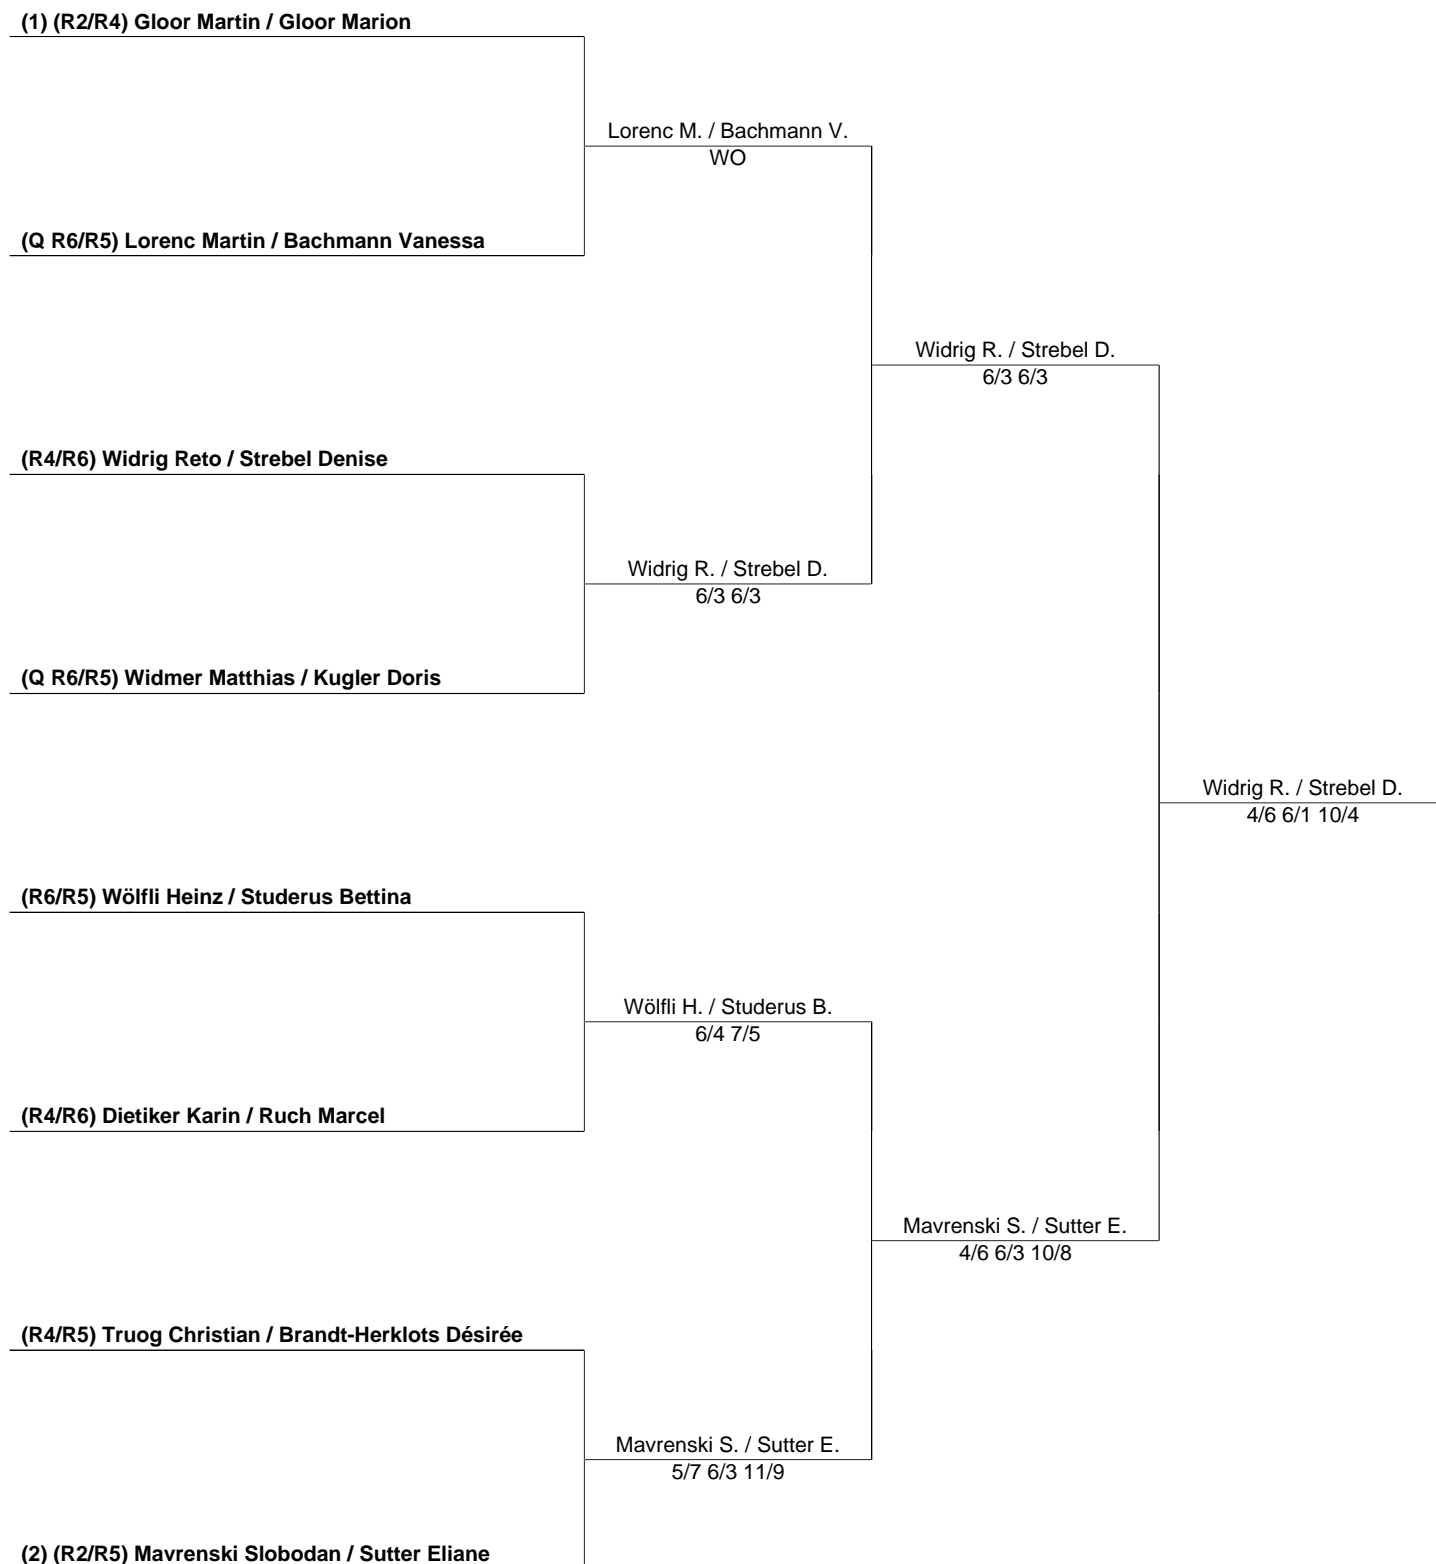 (1) (R2/R4) Gloor Martin / Gloor Marion
Lorenc M. / Bachmann V.
WO
(Q R6/R5) Lorenc Martin / Bachmann Vanessa
Widrig R. / Strebel D.
6/3 6/3
(R4/R6) Widrig Reto / Strebel Denise
Widrig R. / Strebel D.
6/3 6/3
(Q R6/R5) Widmer Matthias / Kugler Doris
Widrig R. / Strebel D.
4/6 6/1 10/4
(R6/R5) Wölfli Heinz / Studerus Bettina
Wölfli H. / Studerus B.
6/4 7/5
(R4/R6) Dietiker Karin / Ruch Marcel
Mavrenski S. / Sutter E.
4/6 6/3 10/8
(R4/R5) Truog Christian / Brandt-Herklots Désirée
Mavrenski S. / Sutter E.
5/7 6/3 11/9
(2) (R2/R5) Mavrenski Slobodan / Sutter Eliane